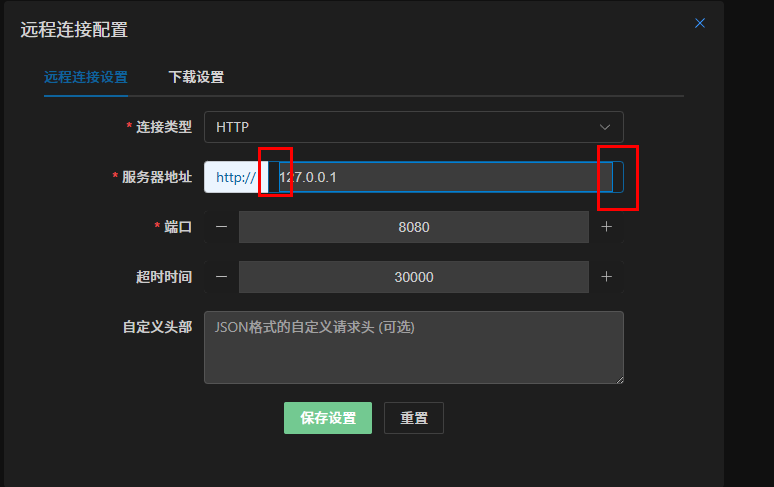 远程连接配置
远程连接设置 下载设置
* 连接类型 HTTP
* 服务器地址 http:// 127.0.0.1
* 端口 8080
超时时间 30000
自定义头部 JSON格式的自定义请求头 (可选)
保存设置 重置